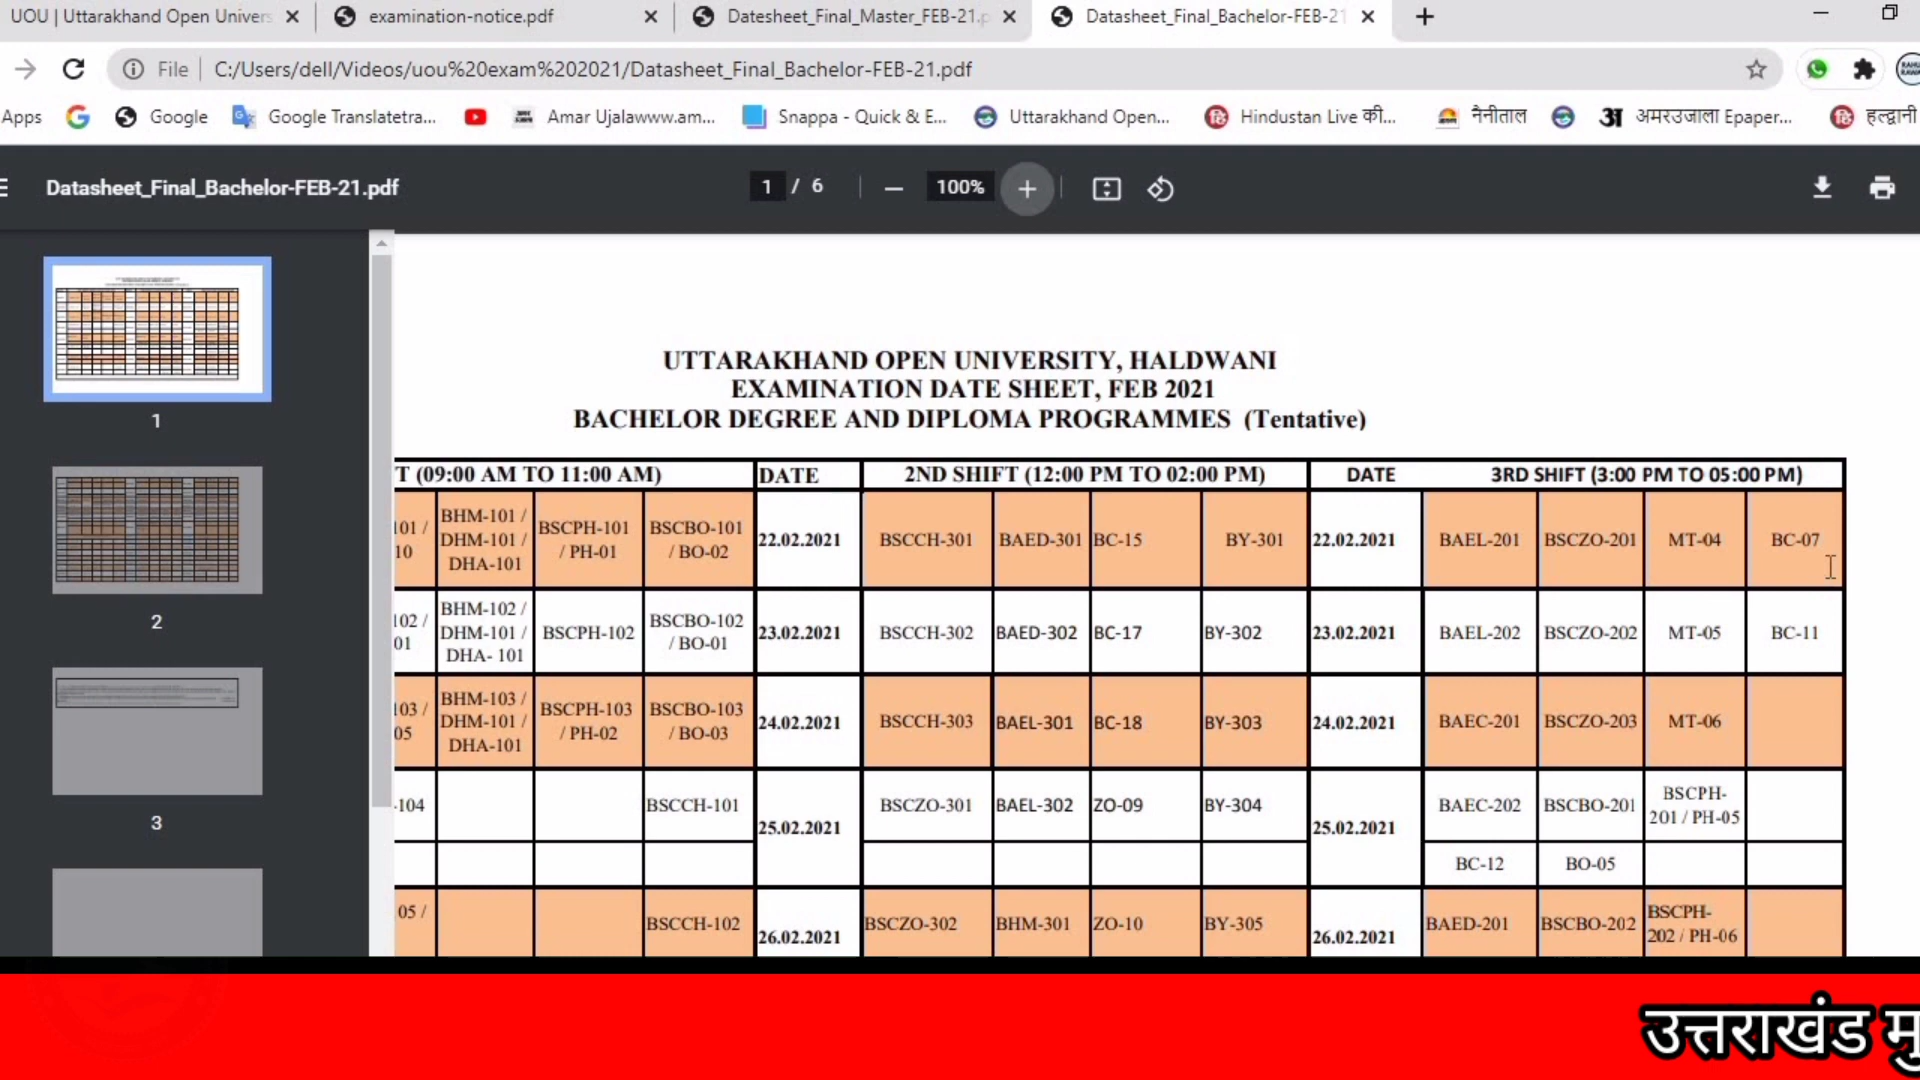 UOU | Uttarakhand Open Univers
examination-notice.pdf
Datesheet_Final_Master_FEB-21.p
Datasheet_Final_Bachelor-FEB-21
File C:/Users/dell/Videos/uou%20exam%202021/Datasheet_Final_Bachelor-FEB-21.pdf
Apps Google Google Translatetra... Amar Ujalawww.am... Snappa - Quick & E... Uttarakhand Open... Hindustan Live की... नैनीताल अमरउजाला Epaper... हल्द्वानी
Datasheet_Final_Bachelor-FEB-21.pdf 1 / 6 100%
1
2
3
UTTARAKHAND OPEN UNIVERSITY, HALDWANI
EXAMINATION DATE SHEET, FEB 2021
BACHELOR DEGREE AND DIPLOMA PROGRAMMES (Tentative)
T (09:00 AM TO 11:00 AM) DATE 2ND SHIFT (12:00 PM TO 02:00 PM) DATE 3RD SHIFT (3:00 PM TO 05:00 PM)
101 / 10 BHM-101 / DHM-101 / DHA-101 BSCPH-101 / PH-01 BSCBO-101 / BO-02 22.02.2021 BSCCH-301 BAED-301 BC-15 BY-301 22.02.2021 BAEL-201 BSCZO-201 MT-04 BC-07
102 / 01 BHM-102 / DHM-101 / DHA- 101 BSCPH-102 BSCBO-102 / BO-01 23.02.2021 BSCCH-302 BAED-302 BC-17 BY-302 23.02.2021 BAEL-202 BSCZO-202 MT-05 BC-11
103 / 05 BHM-103 / DHM-101 / DHA-101 BSCPH-103 / PH-02 BSCBO-103 / BO-03 24.02.2021 BSCCH-303 BAEL-301 BC-18 BY-303 24.02.2021 BAEC-201 BSCZO-203 MT-06
-104 BSCCH-101 25.02.2021 BSCZO-301 BAEL-302 ZO-09 BY-304 25.02.2021 BAEC-202 BSCBO-201 BSCPH-201 / PH-05
BC-12 BO-05
05 / BSCCH-102 26.02.2021 BSCZO-302 BHM-301 ZO-10 BY-305 26.02.2021 BAED-201 BSCBO-202 BSCPH-202 / PH-06
उत्तराखंड मु